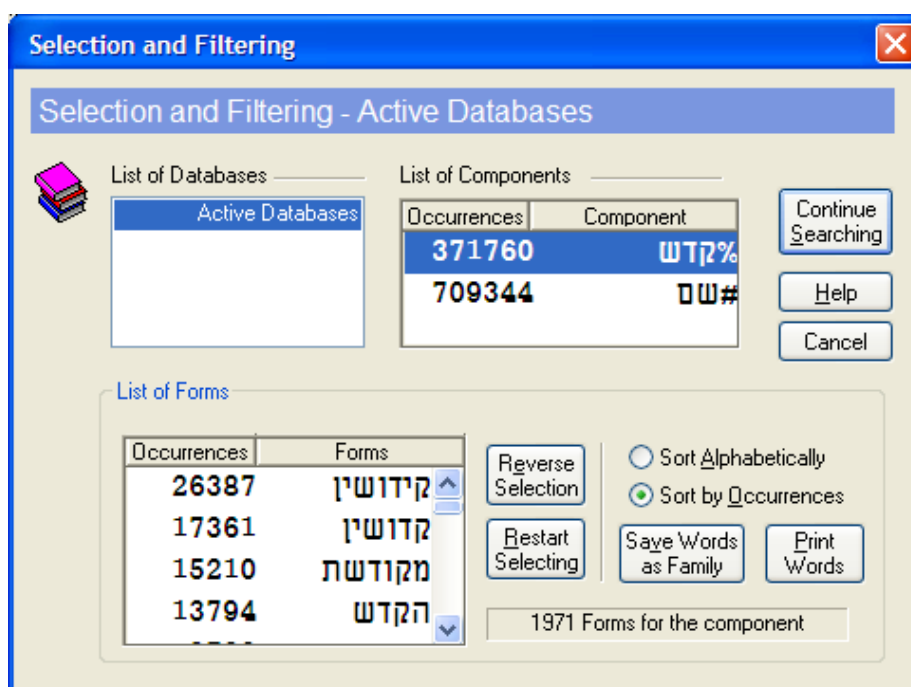 Selection and Filtering
Selection and Filtering - Active Databases
List of Databases
Active Databases
List of Components
Occurrences Component
371760 %קדש
709344 #שם
Continue Searching
Help
Cancel
List of Forms
Occurrences Forms
26387 קידושין
17361 קדושין
15210 מקודשת
13794 הקדש
Reverse Selection
Restart Selecting
Sort Alphabetically
Sort by Occurrences
Save Words as Family
Print Words
1971 Forms for the component